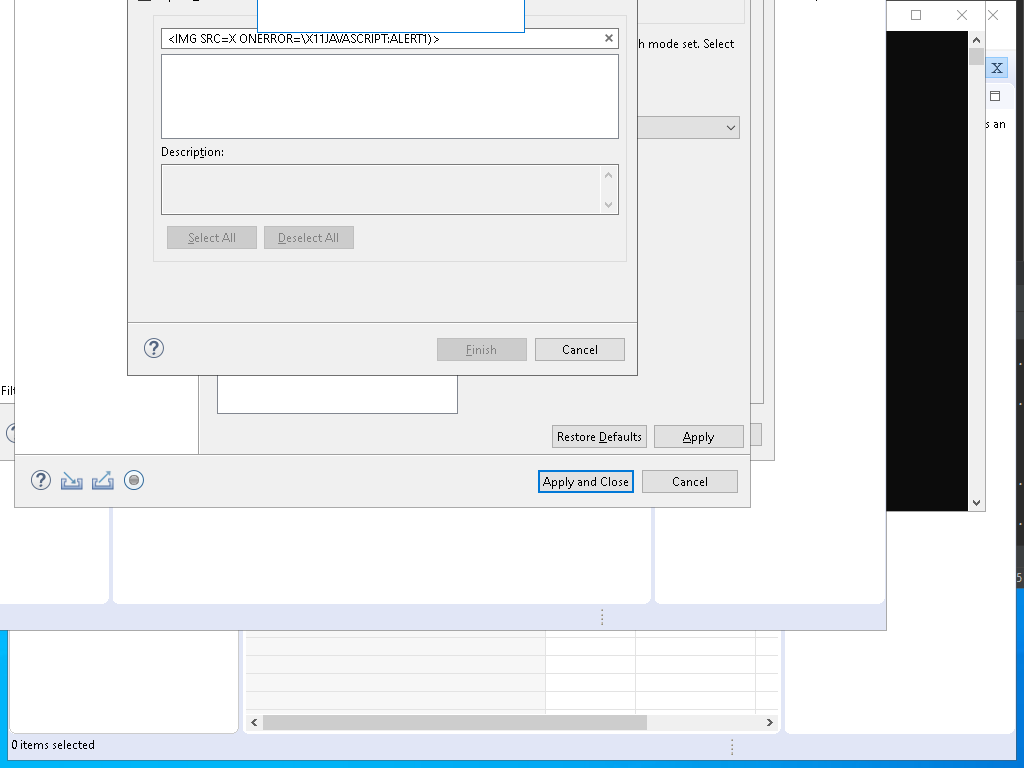 <IMG SRC=X ONERROR=\X11JAVASCRIPT:ALERT1)>
h mode set. Select
X
s an
Description:
Select All
Deselect All
Finish
Cancel
Filt
Restore Defaults
Apply
Apply and Close
Cancel
5
0 items selected